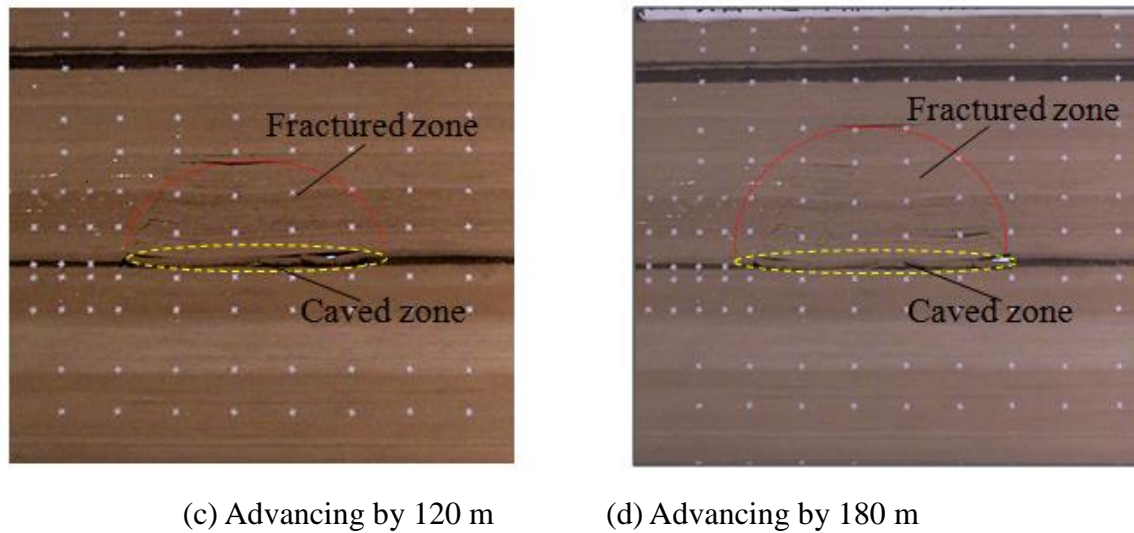 Fractured zone
Caved zone
Fractured zone
Caved zone
(c) Advancing by 120 m
(d) Advancing by 180 m